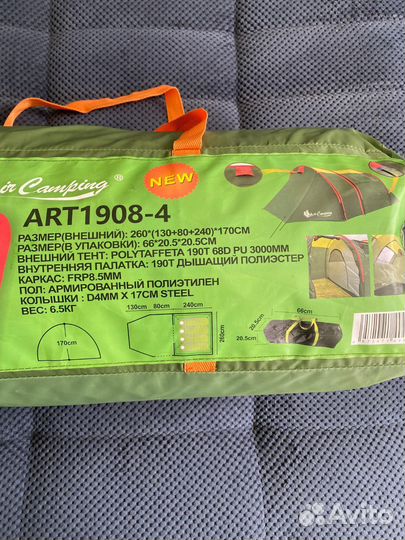 Air Camping
NEW
ART1908-4
РАЗМЕР(ВНЕШНИЙ): 260*(130+80+240)*170CM
РАЗМЕР(В УПАКОВКИ): 66*20.5*20.5CM
ВНЕШНИЙ ТЕНТ: POLYTAFFETA 190T 68D PU 3000MM
ВНУТРЕННЯЯ ПАЛАТКА: 190T ДЫШАЩИЙ ПОЛИЭСТЕР
КАРКАС: FRP8.5MM
ПОЛ: АРМИРОВАННЫЙ ПОЛИЭТИЛЕН
КОЛЫШКИ : D4MM X 17CM STEEL
ВЕС: 6.5КГ
130cm 80cm 240cm
66cm
170cm
260cm
20.5cm
20.5cm
Avito